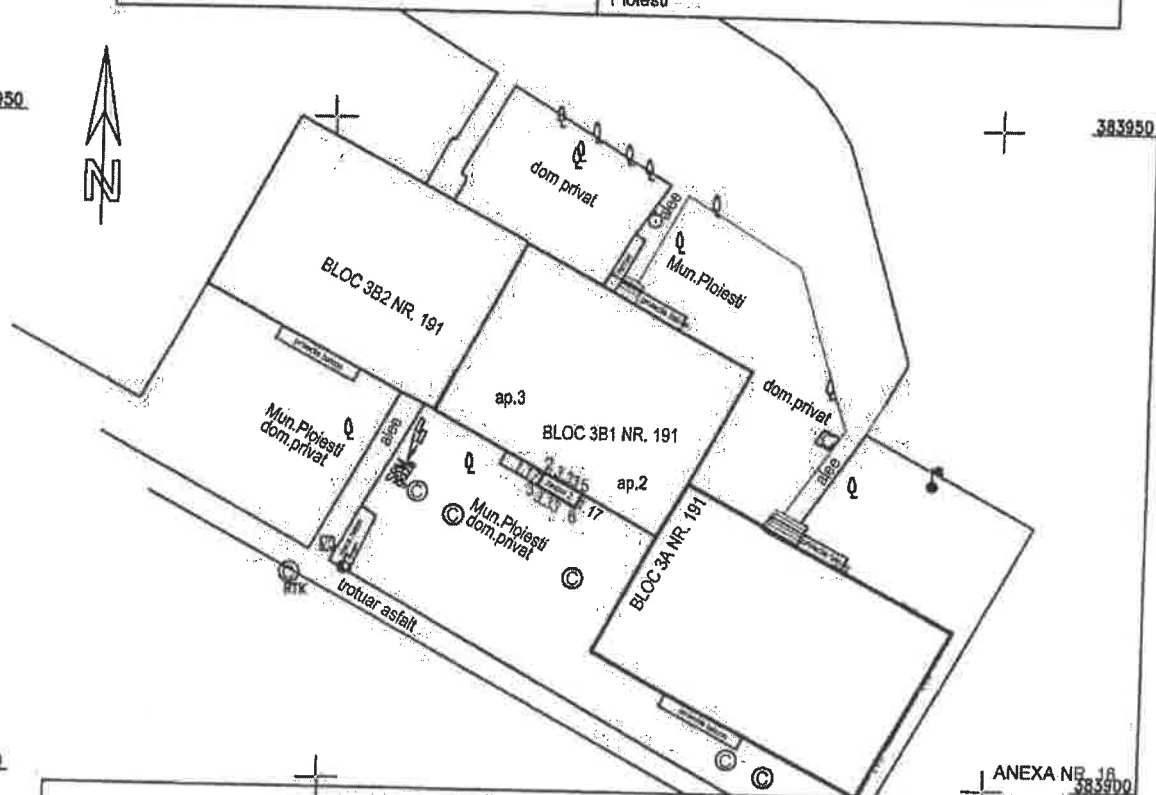 Ploiesti
950
383950
N
dom privat
alee
Mun.Ploiesti
BLOC 3B2 NR. 191
proiectie balcon
ap.3
BLOC 3B1 NR. 191
ap.2
17
dom.privat
alee
Mun.Ploiesti
dom.privat
alee
Mun.Ploiesti
dom.privat
BLOC 3A NR. 191
RTK
trotuar asfalt
ANEXA NR. 16
383900